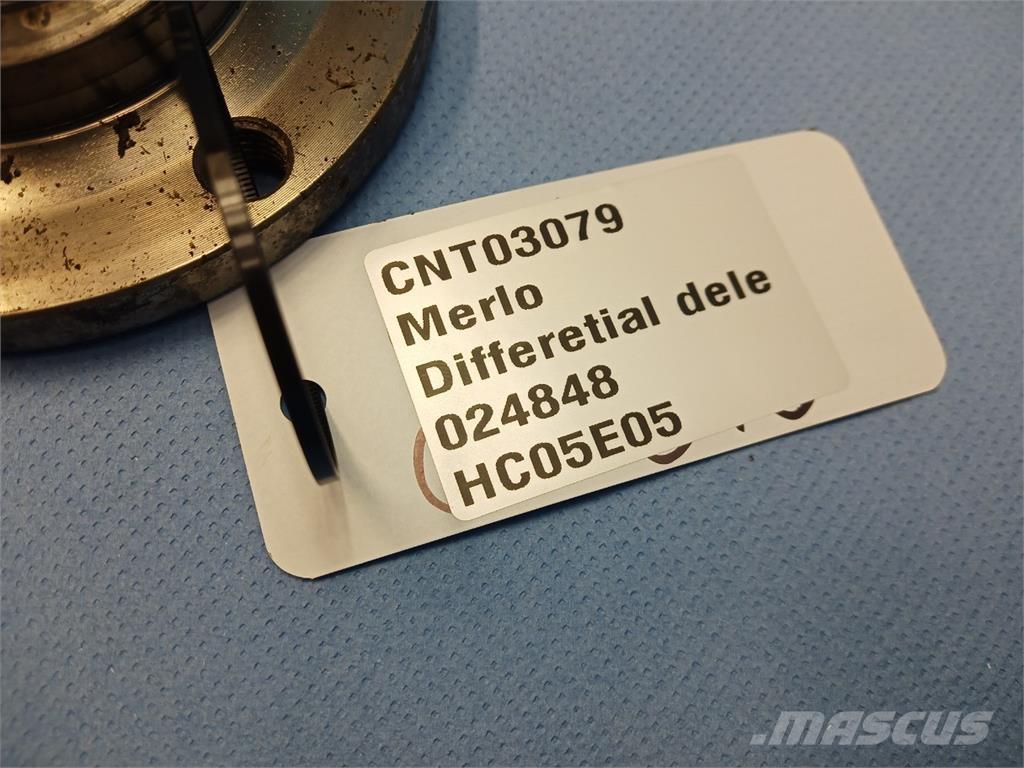 CNT03079
Merlo
Differetial dele
024848
HC05E05
MASCUS